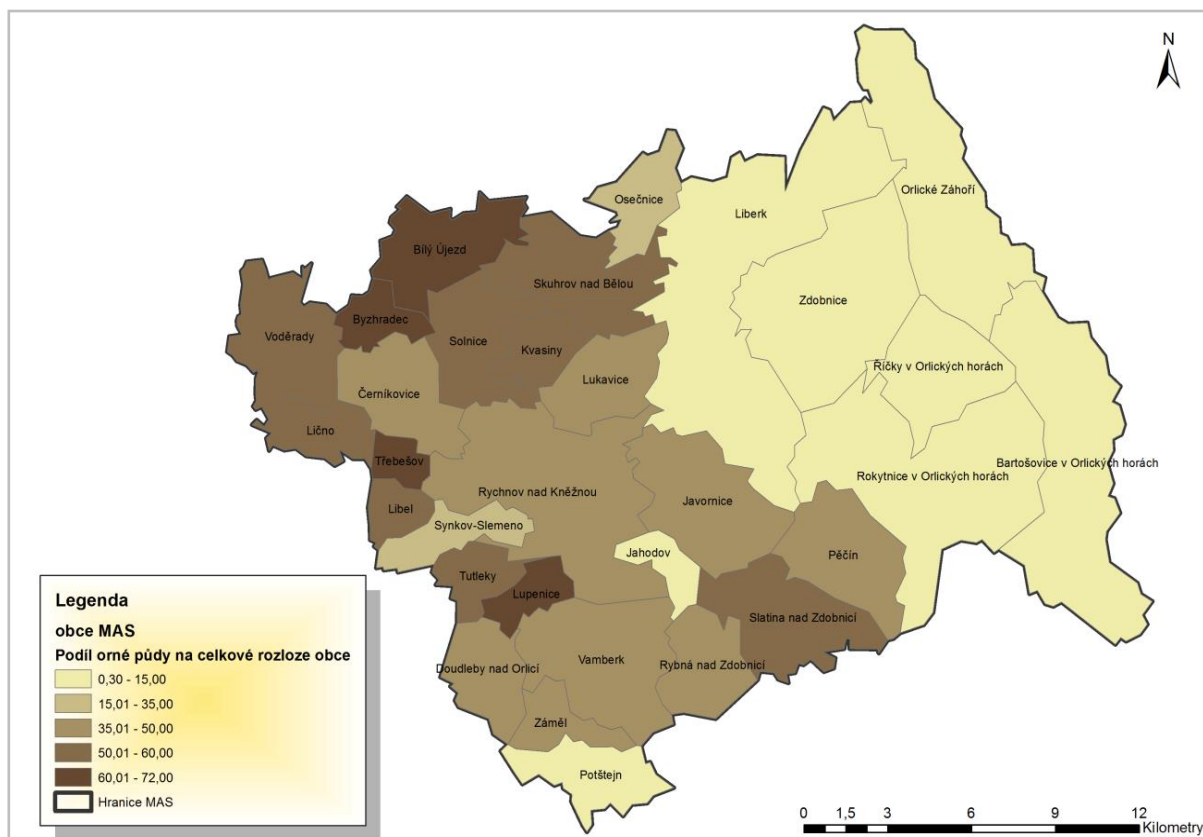 N
Orlické Záhoří
Osečnice
Liberk
Bílý Újezd
Skuhrov nad Bělou
Zdobnice
Byzhradec
Voděrady
Solnice
Kvasiny
Říčky v Orlických horách
Lukavice
Černíkovice
Lično
Třebešov
Bartošovice v Orlických horách
Rokytnice v Orlických horách
Rychnov nad Kněžnou
Javornice
Libel
Synkov-Slemeno
Jahodov
Pěčín
Tutleky
Lupenice
Slatina nad Zdobnicí
Doudleby nad Orlicí
Vamberk
Rybná nad Zdobnicí
Záměl
Potštejn
Legenda
obce MAS
Podíl orné půdy na celkové rozloze obce
0,30 - 15,00
15,01 - 35,00
35,01 - 50,00
50,01 - 60,00
60,01 - 72,00
Hranice MAS
0 1,5 3 6 9 12
Kilometry